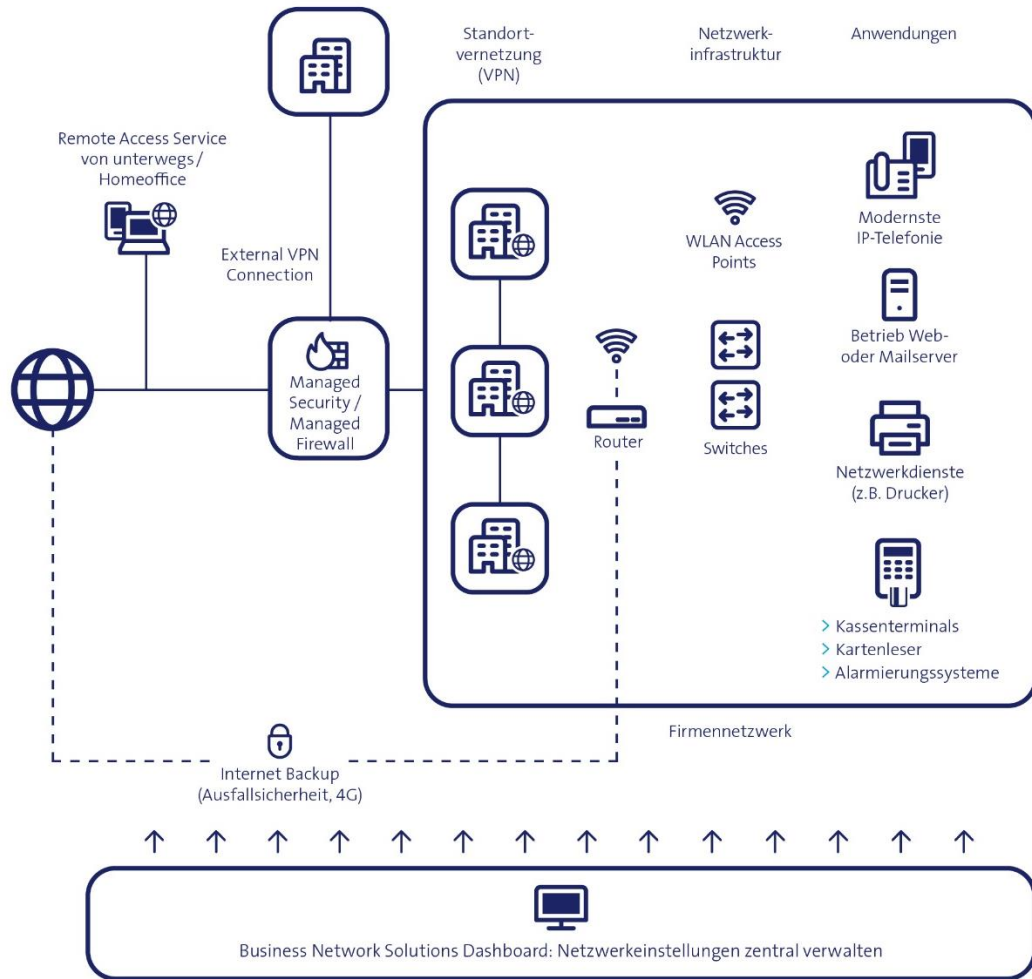 Standort-
vernetzung
(VPN)
Netzwerk-
infrastruktur
Anwendungen
Remote Access Service
von unterwegs /
Homeoffice
External VPN
Connection
Managed
Security /
Managed
Firewall
Router
WLAN Access
Points
Switches
Modernste
IP-Telefonie
Betrieb Web-
oder Mailserver
Netzwerkdienste
(z.B. Drucker)
> Kassenterminals
> Kartenleser
> Alarmierungssysteme
Firmennetzwerk
Internet Backup
(Ausfallsicherheit, 4G)
Business Network Solutions Dashboard: Netzwerkeinstellungen zentral verwalten